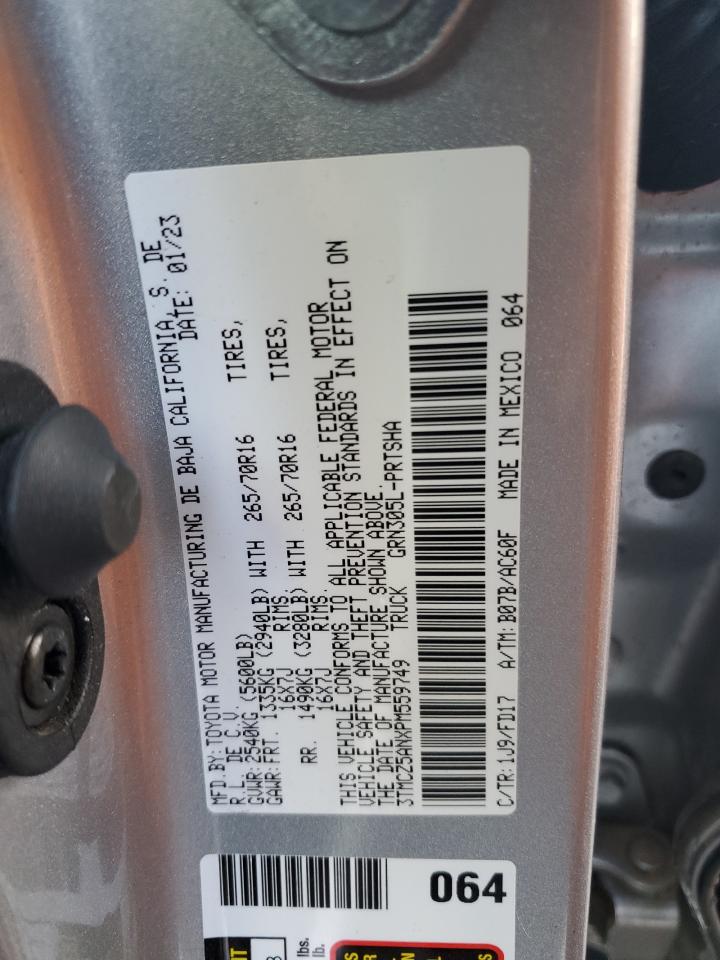 MFD.BY:TOYOTA MOTOR MANUFACTURING DE BAJA CALIFORNIA, S. DE
R.L. DE C.V. DATE: 01/23
GVWR:2540KG (5600LB)
GAWR:FRT. 1335KG (2940LB) WITH 265/70R16 TIRES,
16X7J RIMS.
RR. 1490KG (3280LB) WITH 265/70R16 TIRES,
16X7J RIMS.
THIS VEHICLE CONFORMS TO ALL APPLICABLE FEDERAL MOTOR
VEHICLE SAFETY AND THEFT PREVENTION STANDARDS IN EFFECT ON
THE DATE OF MANUFACTURE SHOWN ABOVE.
3TMCZ5ANXPM559749 TRUCK GRN305L-PRTSHA
C/TR:1J9/FD17 A/TM:B07B/AC60F MADE IN MEXICO 064
064
lbs.
lb.